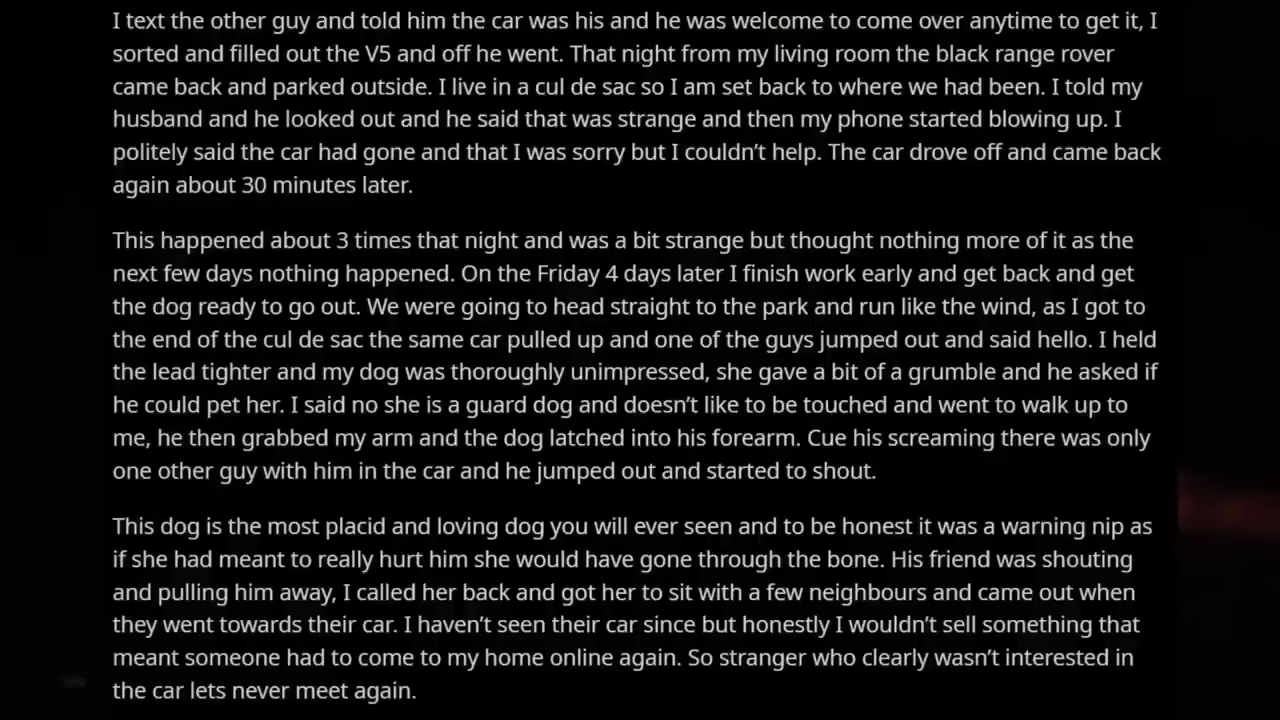 I text the other guy and told him the car was his and he was welcome to come over anytime to get it, I
sorted and filled out the V5 and off he went. That night from my living room the black range rover
came back and parked outside. I live in a cul de sac so I am set back to where we had been. I told my
husband and he looked out and he said that was strange and then my phone started blowing up. I
politely said the car had gone and that I was sorry but I couldn’t help. The car drove off and came back
again about 30 minutes later.
This happened about 3 times that night and was a bit strange but thought nothing more of it as the
next few days nothing happened. On the Friday 4 days later I finish work early and get back and get
the dog ready to go out. We were going to head straight to the park and run like the wind, as I got to
the end of the cul de sac the same car pulled up and one of the guys jumped out and said hello. I held
the lead tighter and my dog was thoroughly unimpressed, she gave a bit of a grumble and he asked if
he could pet her. I said no she is a guard dog and doesn’t like to be touched and went to walk up to
me, he then grabbed my arm and the dog latched into his forearm. Cue his screaming there was only
one other guy with him in the car and he jumped out and started to shout.
This dog is the most placid and loving dog you will ever seen and to be honest it was a warning nip as
if she had meant to really hurt him she would have gone through the bone. His friend was shouting
and pulling him away, I called her back and got her to sit with a few neighbours and came out when
they went towards their car. I haven’t seen their car since but honestly I wouldn’t sell something that
meant someone had to come to my home online again. So stranger who clearly wasn’t interested in
the car lets never meet again.